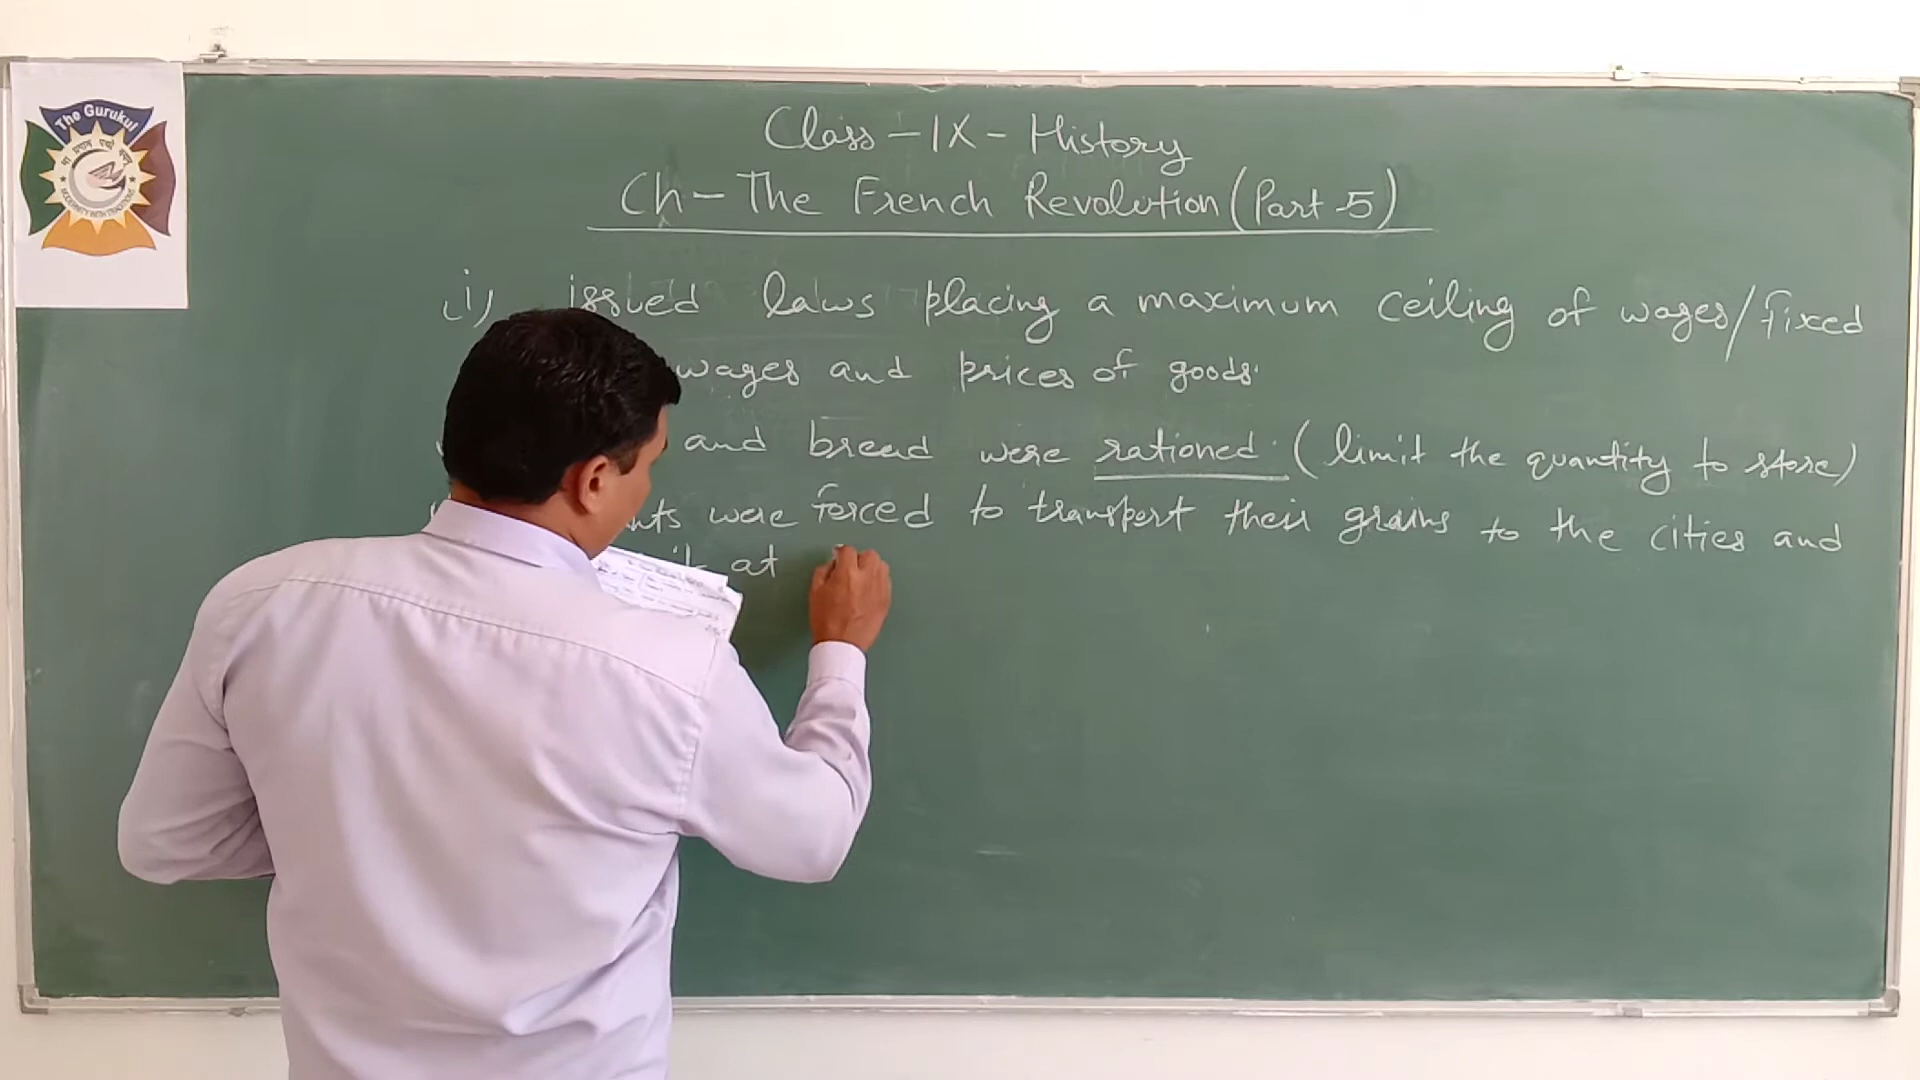 The Gurukul
Class - IX - History
Ch - The French Revolution (Part-5)
(i) issued laws placing a maximum ceiling of wages/fixed
wages and prices of goods.
and bread were rationed. (limit the quantity to store)
were forced to transport their grains to the cities and
at